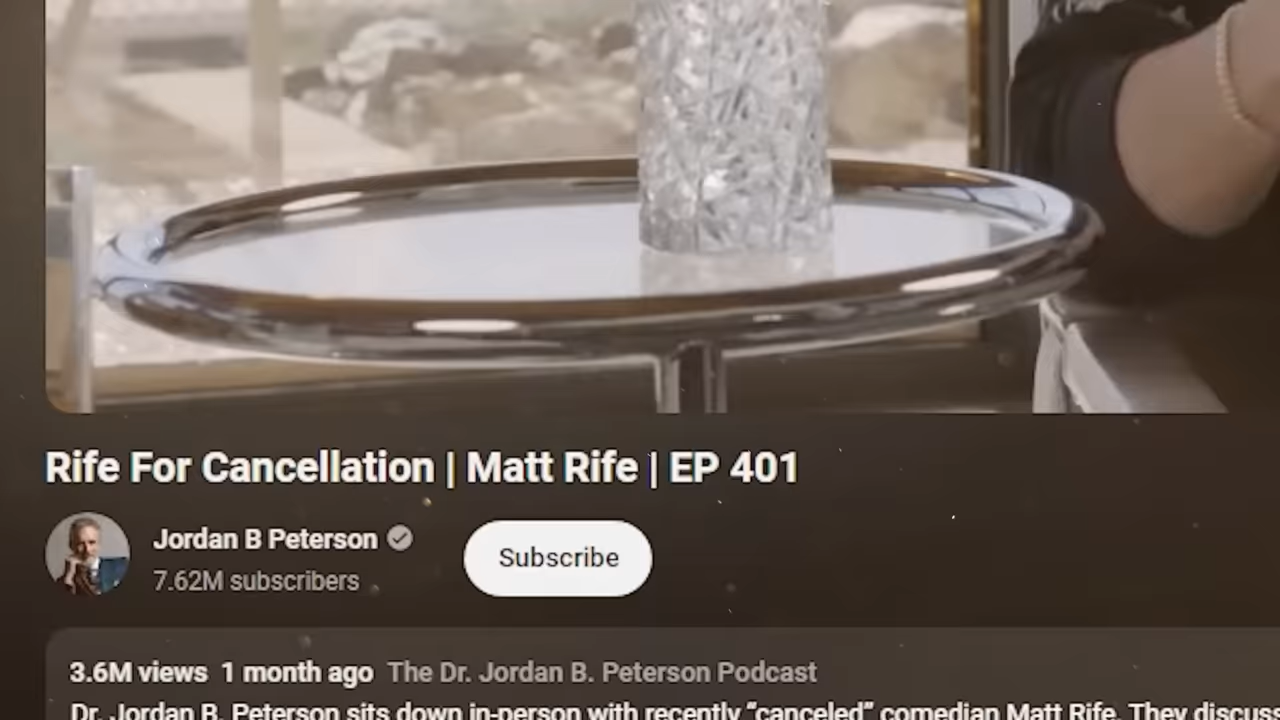 Rife For Cancellation | Matt Rife | EP 401
Jordan B Peterson
7.62M subscribers
Subscribe
3.6M views 1 month ago The Dr. Jordan B. Peterson Podcast
Dr. Jordan B. Peterson sits down in-person with recently “canceled” comedian Matt Rife. They discuss